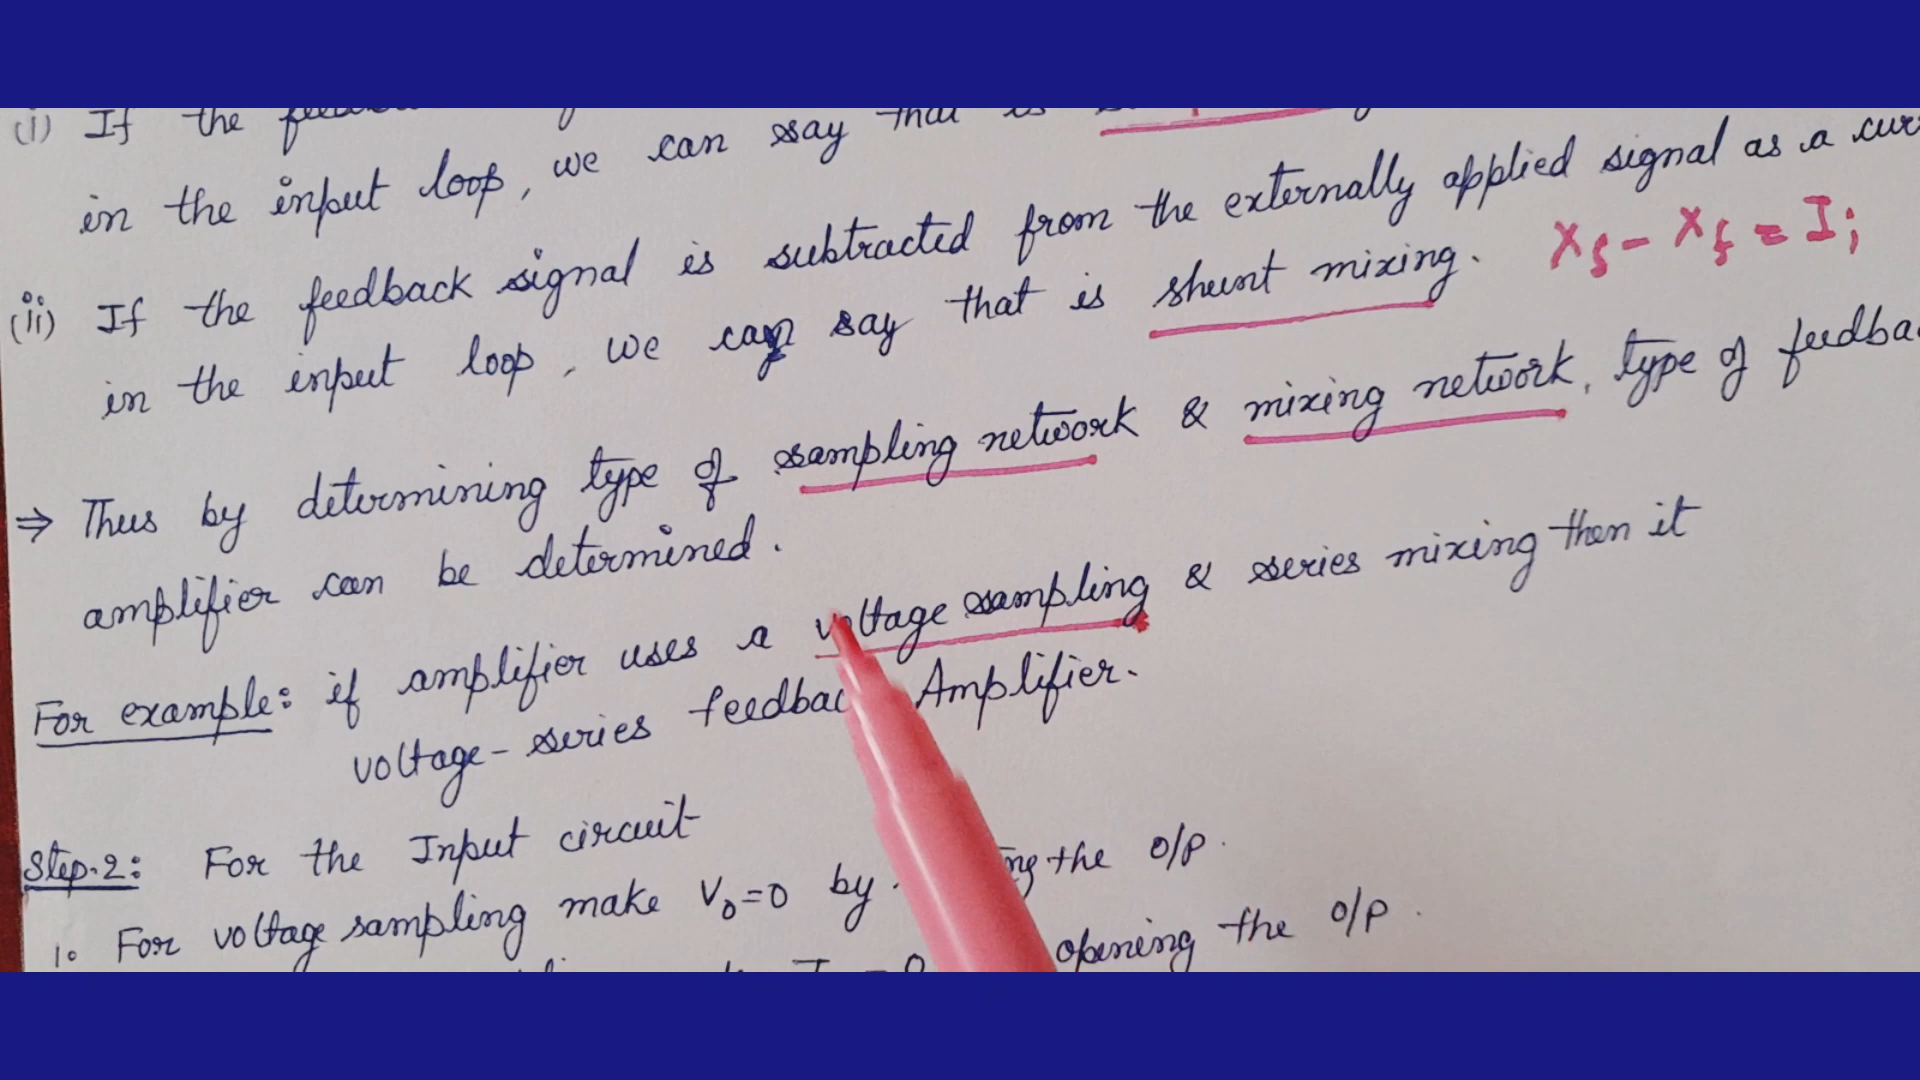 (i) If the
in the input loop, we can say that is
(ii) If the feedback signal is subtracted from the externally applied signal as a curr
in the input loop, we can say that is shunt mixing. Xs - Xf = Ii
⇒ Thus by determining type of sampling network & mixing network, type of feedba
amplifier can be determined.
For example: if amplifier uses a voltage sampling & series mixing then it
voltage-series feedbac Amplifier.
Step.2: For the Input circuit
1. For voltage sampling make Vo=0 by ng the o/p.
opening the o/p.